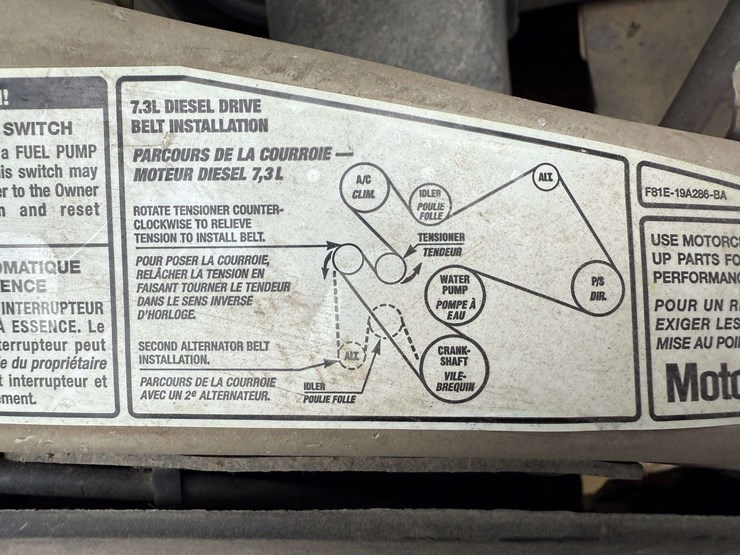 !
SWITCH
a FUEL PUMP
is switch may
er to the Owner
n and reset
OMATIQUE
ENCE
INTERRUPTEUR
À ESSENCE. Le
terrupteur peut
le du propriétaire
t interrupteur et
ement.
7.3L DIESEL DRIVE
BELT INSTALLATION
PARCOURS DE LA COURROIE —
MOTEUR DIESEL 7,3 L
ROTATE TENSIONER COUNTER-
CLOCKWISE TO RELIEVE
TENSION TO INSTALL BELT.
POUR POSER LA COURROIE,
RELÂCHER LA TENSION EN
FAISANT TOURNER LE TENDEUR
DANS LE SENS INVERSE
D'HORLOGE.
SECOND ALTERNATOR BELT
INSTALLATION.
PARCOURS DE LA COURROIE
AVEC UN 2e ALTERNATEUR.
A/C
CLIM.
IDLER
POULIE
FOLLE
ALT.
TENSIONER
TENDEUR
WATER
PUMP
POMPE À
EAU
P/S
DIR.
ALT.
CRANK-
SHAFT
VILE-
BREQUIN
IDLER
POULIE FOLLE
F81E-19A286-BA
USE MOTORC
UP PARTS FO
PERFORMANC
POUR UN R
EXIGER LES
MISE AU POI
Moto